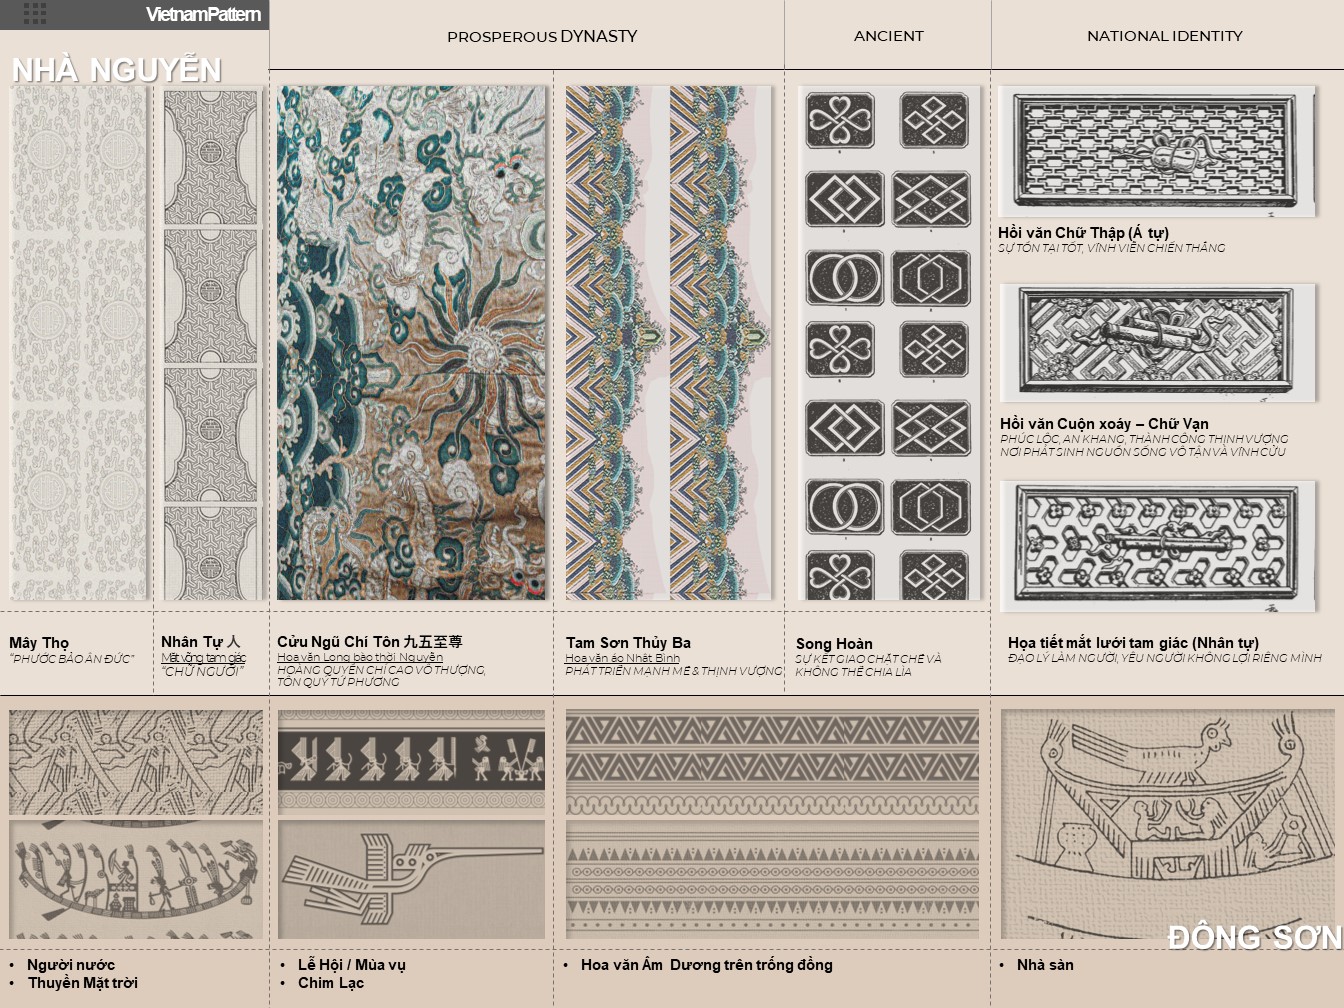 VietnamPattern
PROSPEROUS DYNASTY
ANCIENT
NATIONAL IDENTITY
NHÀ NGUYỄN
Hồi văn Chữ Thập (Á tự)
SỰ TỒN TẠI TỐT, VĨNH VIỄN CHIẾN THẮNG
Hồi văn Cuộn xoáy – Chữ Vạn
PHÚC LỘC, AN KHANG, THÀNH CÔNG THỊNH VƯỢNG
NƠI PHÁT SINH NGUỒN SỐNG VÔ TẬN VÀ VĨNH CỬU
Mây Thọ
“PHƯỚC BẢO ÂN ĐỨC”
Nhân Tự 人
Mắt võng tam giác
“CHỮ NGƯỜI”
Cửu Ngũ Chí Tôn 九五至尊
Hoa văn Long bào thời Nguyễn
HOÀNG QUYỀN CHÍ CAO VÔ THƯỢNG,
TÔN QUÝ TỨ PHƯƠNG
Tam Sơn Thủy Ba
Hoa văn áo Nhật Bình
PHÁT TRIỂN MẠNH MẼ & THỊNH VƯỢNG
Song Hoàn
SỰ KẾT GIAO CHẶT CHẼ VÀ
KHÔNG THỂ CHIA LÌA
Họa tiết mắt lưới tam giác (Nhân tự)
ĐẠO LÝ LÀM NGƯỜI, YÊU NGƯỜI KHÔNG LỢI RIÊNG MÌNH
ĐÔNG SƠN
• Người nước
• Thuyền Mặt trời
• Lễ Hội / Mùa vụ
• Chim Lạc
• Hoa văn Âm Dương trên trống đồng
• Nhà sàn